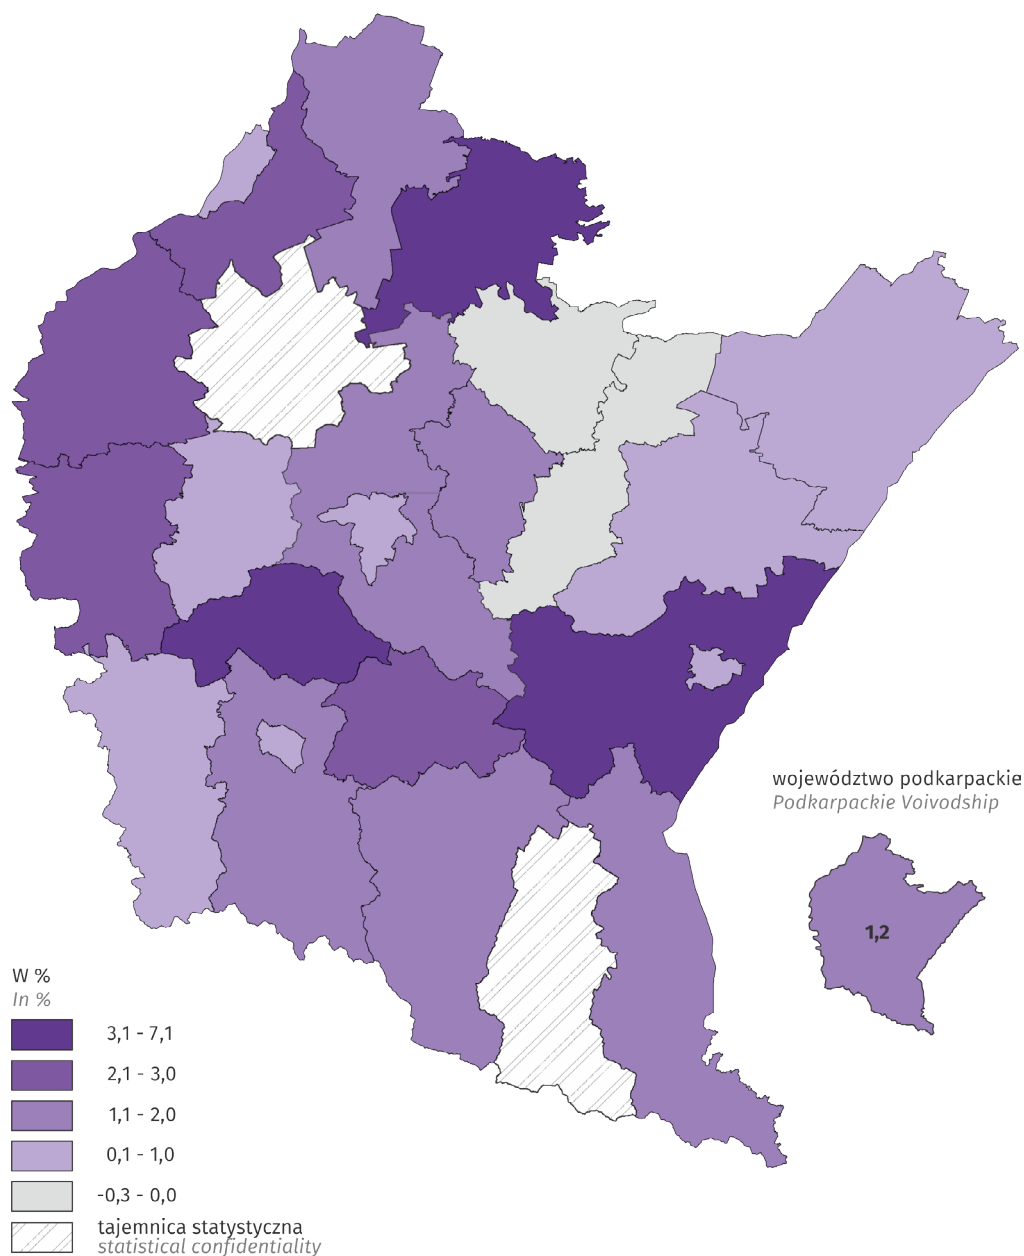 województwo podkarpackie
Podkarpackie Voivodship
1,2
W %
In %
3,1 - 7,1
2,1 - 3,0
1,1 - 2,0
0,1 - 1,0
-0,3 - 0,0
tajemnica statystyczna
statistical confidentiality